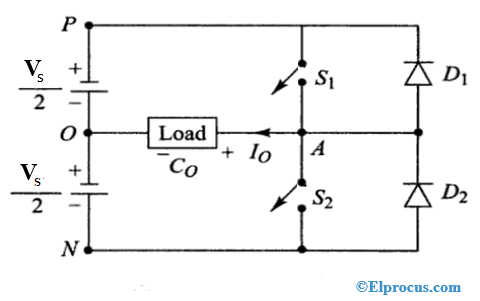 P
Vs
2
+
−
S1
D1
O
Load
− +
CO
IO
A
Vs
2
+
−
S2
D2
N
©Elprocus.com